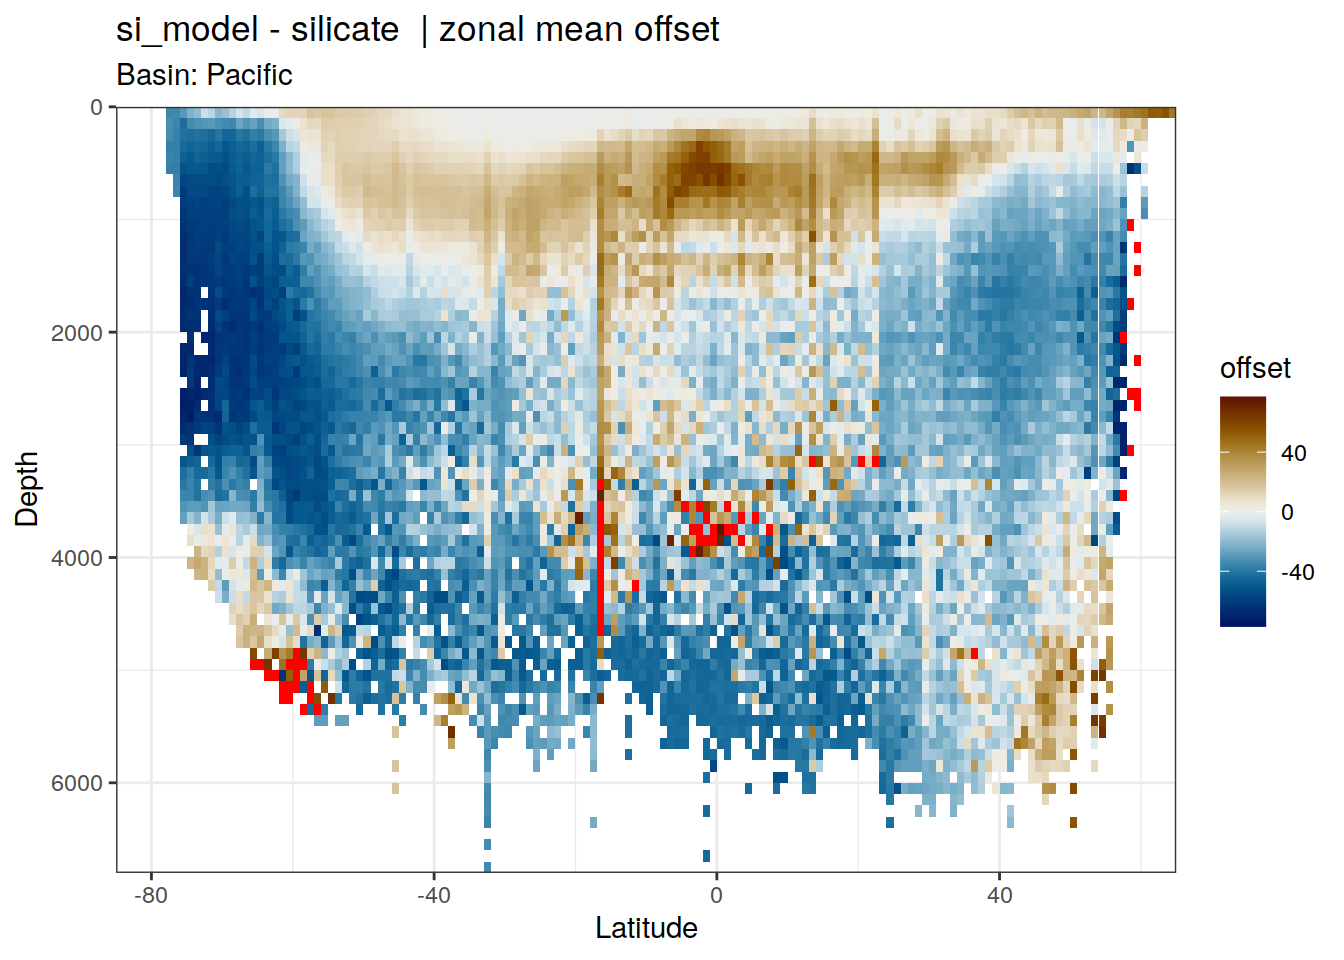 si_model - silicate  | zonal mean offset
Basin: Pacific
0
2000
4000
6000
Depth
-80
-40
0
40
Latitude
offset
40
0
-40